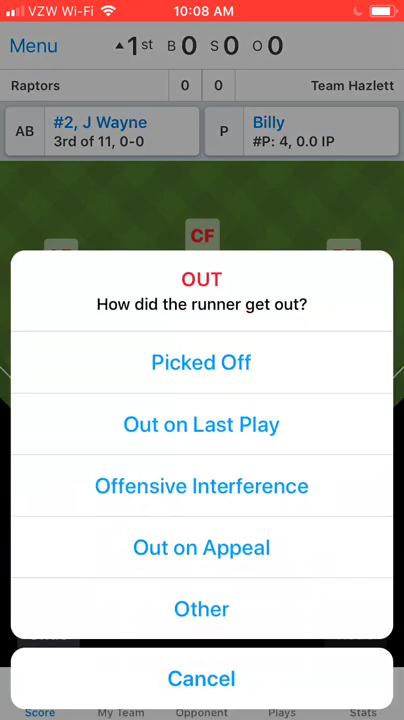 VZW Wi-Fi 10:08 AM
Menu ▲1st B 0 S 0 O 0
Raptors 0 0 Team Hazlett
AB #2, J Wayne
3rd of 11, 0-0
P Billy
#P: 4, 0.0 IP
CF
OUT
How did the runner get out?
Picked Off
Out on Last Play
Offensive Interference
Out on Appeal
Other
Cancel
Score My Team Opponent Plays Stats